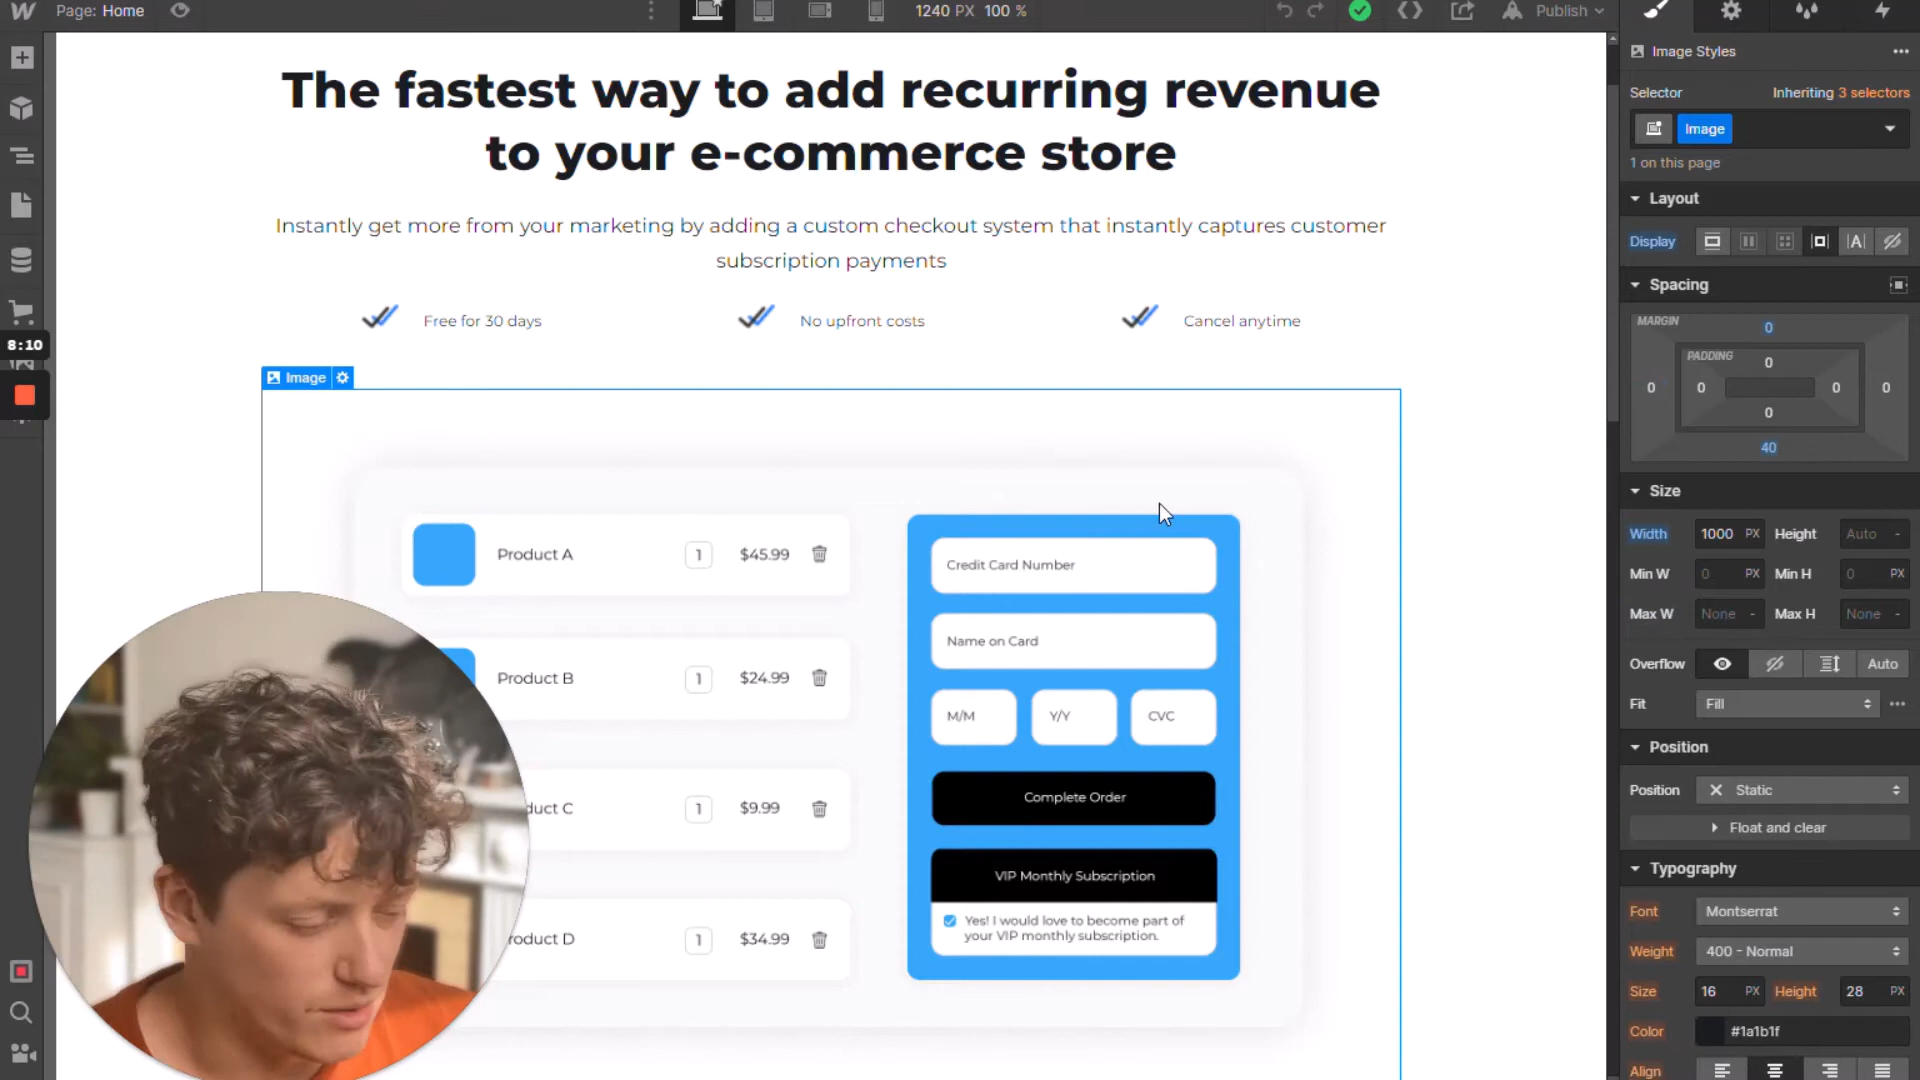 Page: Home
1240 PX 100 %
Publish
The fastest way to add recurring revenue
to your e-commerce store
Instantly get more from your marketing by adding a custom checkout system that instantly captures customer
subscription payments
Free for 30 days
No upfront costs
Cancel anytime
8:10
Image
Product A
1
$45.99
Product B
1
$24.99
duct C
1
$9.99
roduct D
1
$34.99
Credit Card Number
Name on Card
M/M
Y/Y
CVC
Complete Order
VIP Monthly Subscription
Yes! I would love to become part of
your VIP monthly subscription.
Image Styles
Selector
Inheriting 3 selectors
Image
1 on this page
Layout
Display
Spacing
MARGIN
0
PADDING
0
0
0
0
0
0
40
Size
Width 1000 PX Height Auto -
Min W 0 PX Min H 0 PX
Max W None - Max H None -
Overflow Auto
Fit Fill
Position
Position Static
Float and clear
Typography
Font Montserrat
Weight 400 - Normal
Size 16 PX Height 28 PX
Color #1a1b1f
Align